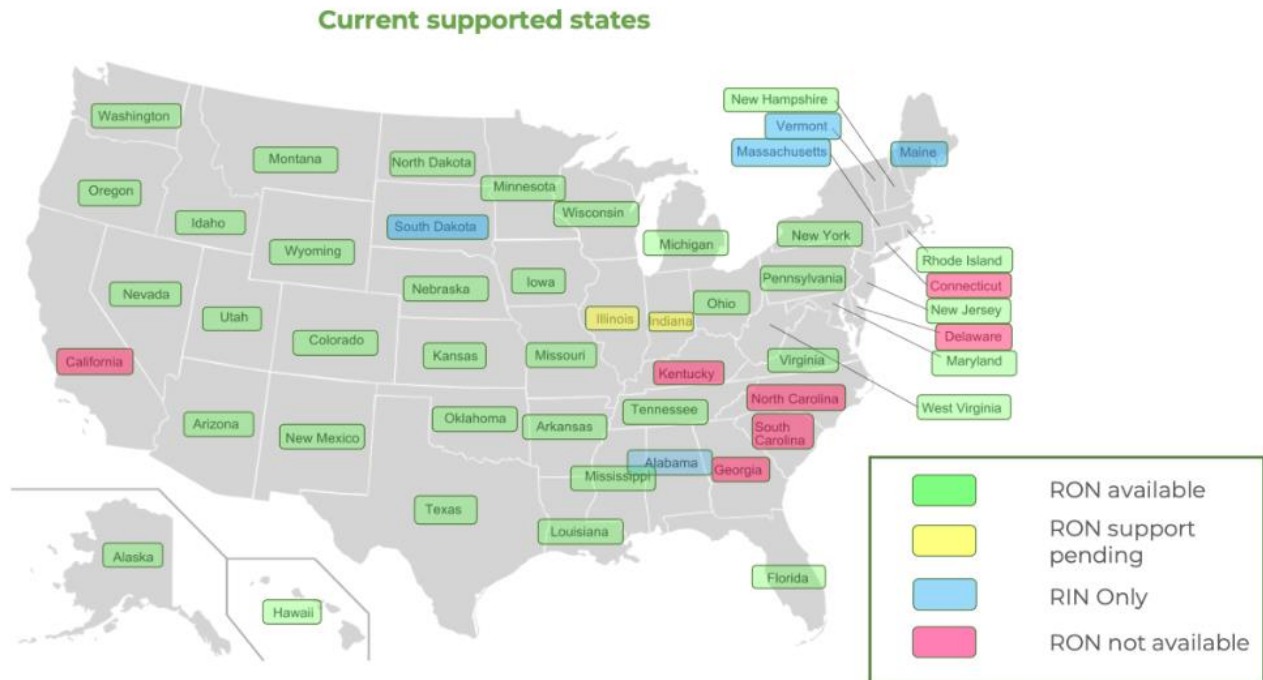 Current supported states
New Hampshire
Washington
Vermont
Massachusetts
Maine
Montana
North Dakota
Minnesota
Oregon
Wisconsin
Idaho
South Dakota
New York
Michigan
Wyoming
Rhode Island
Pennsylvania
Iowa
Connecticut
Nebraska
Nevada
Ohio
New Jersey
Utah
Illinois
Indiana
Delaware
Colorado
Kansas
Missouri
Virginia
Maryland
California
Kentucky
North Carolina
West Virginia
Tennessee
Oklahoma
Arkansas
Arizona
New Mexico
South
Carolina
Alabama
Georgia
Mississippi
Texas
Louisiana
Alaska
Florida
Hawaii
RON available
RON support
pending
RIN Only
RON not available